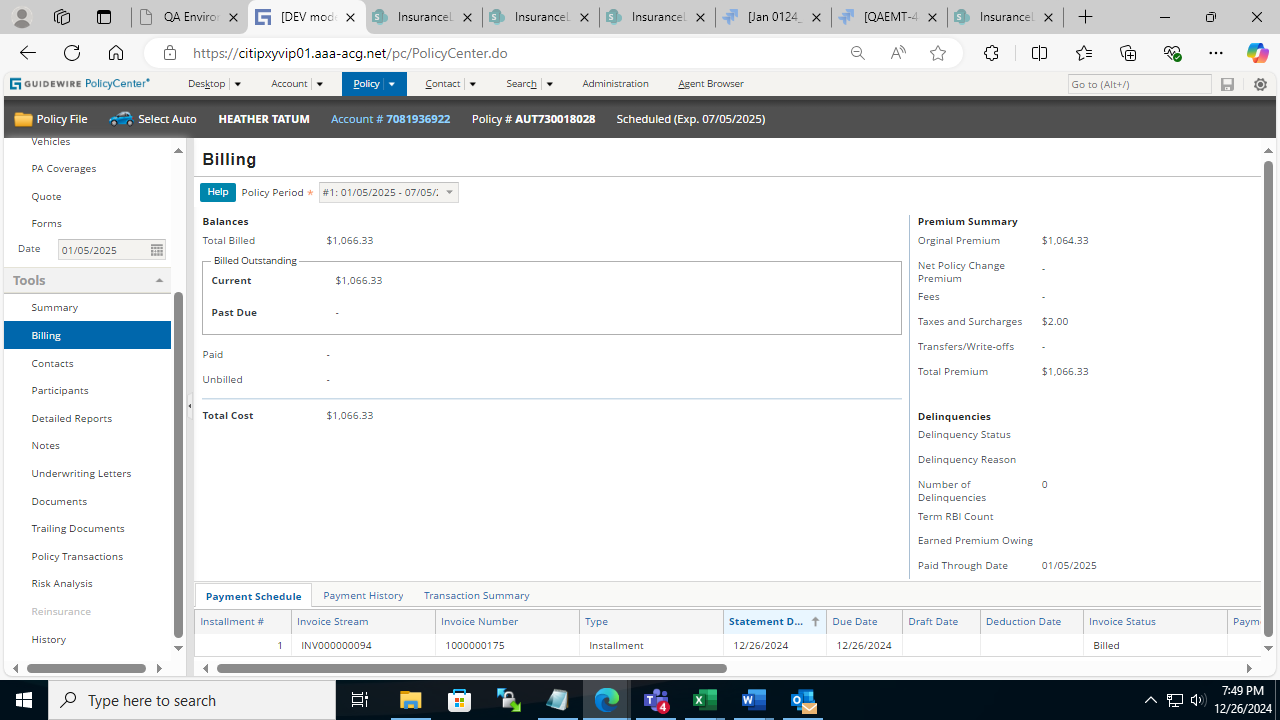 QA Environ
[DEV mode
InsuranceL
InsuranceL
InsuranceL
[Jan 0124_
[QAEMT-4
InsuranceL
https://citipxyvip01.aaa-acg.net/pc/PolicyCenter.do
GUIDEWIRE PolicyCenter
Desktop
Account
Policy
Contact
Search
Administration
Agent Browser
Go to (Alt+/)
Policy File
Select Auto
HEATHER TATUM
Account # 7081936922
Policy # AUT730018028
Scheduled (Exp. 07/05/2025)
Vehicles
PA Coverages
Quote
Forms
Date 01/05/2025
Tools
Summary
Billing
Contacts
Participants
Detailed Reports
Notes
Underwriting Letters
Documents
Trailing Documents
Policy Transactions
Risk Analysis
Reinsurance
History
Billing
Help Policy Period * #1: 01/05/2025 - 07/05/2
Balances
Total Billed $1,066.33
Billed Outstanding
Current $1,066.33
Past Due -
Paid -
Unbilled -
Total Cost $1,066.33
Premium Summary
Orginal Premium $1,064.33
Net Policy Change
Premium -
Fees -
Taxes and Surcharges $2.00
Transfers/Write-offs -
Total Premium $1,066.33
Delinquencies
Delinquency Status
Delinquency Reason
Number of
Delinquencies 0
Term RBI Count
Earned Premium Owing
Paid Through Date 01/05/2025
Payment Schedule Payment History Transaction Summary
Installment # Invoice Stream Invoice Number Type Statement D... Due Date Draft Date Deduction Date Invoice Status Payme
1 INV000000094 1000000175 Installment 12/26/2024 12/26/2024 Billed
Type here to search
4
7:49 PM
12/26/2024